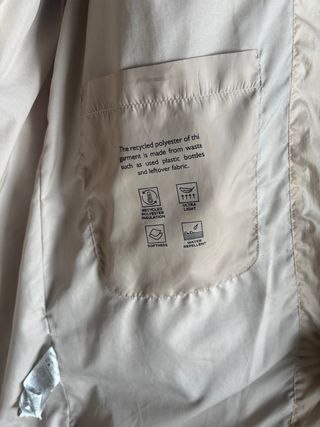 The recycled polyester of this
garment is made from waste
such as used plastic bottles
and leftover fabric.
RECYCLED
POLYESTER
INSULATION
ULTRA
LIGHT
SOFTNESS
WATER
REPELLENT